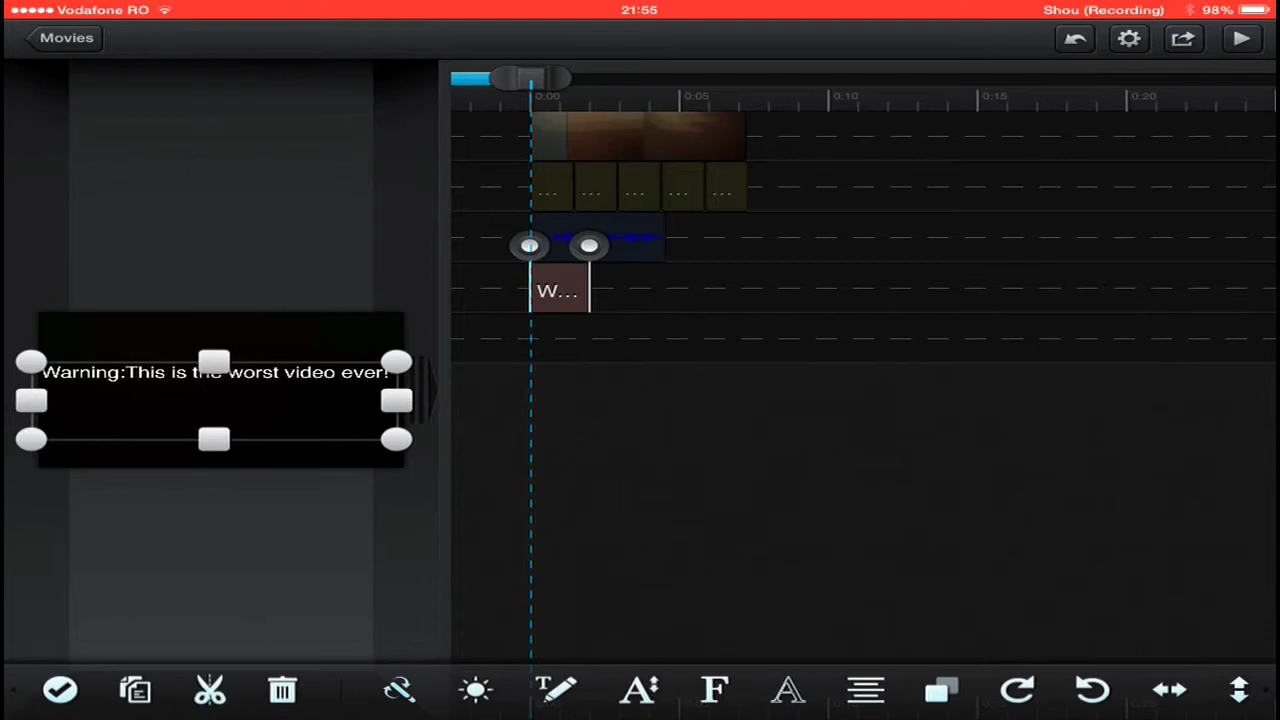 Vodafone RO
21:55
Shou (Recording)
98%
Movies
0:00
0:05
0:10
0:15
0:20
...
...
...
...
...
W...
Warning:This is the worst video ever!
T
A
F
A